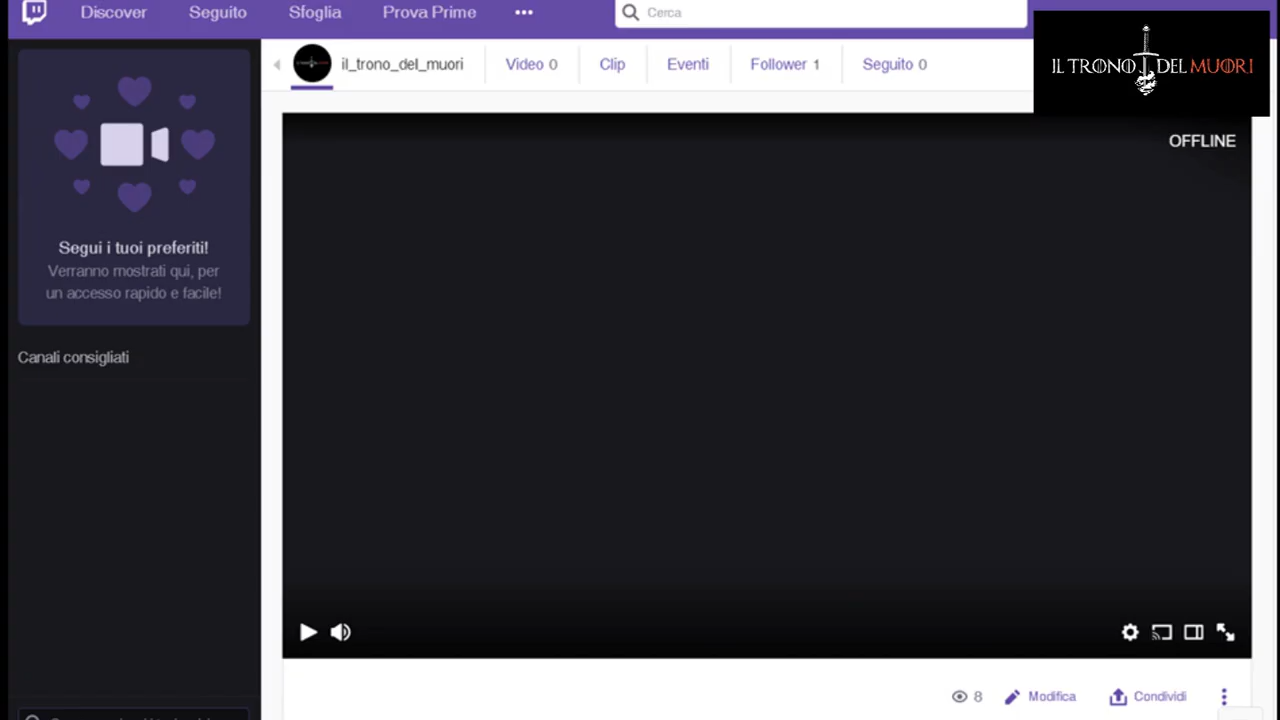 Discover Seguito Sfoglia Prova Prime ••• Cerca
il_trono_del_muori Video 0 Clip Eventi Follower 1 Seguito 0
IL TRONO DEL MUORI
OFFLINE
Segui i tuoi preferiti!
Verranno mostrati qui, per
un accesso rapido e facile!
Canali consigliati
8 Modifica Condividi